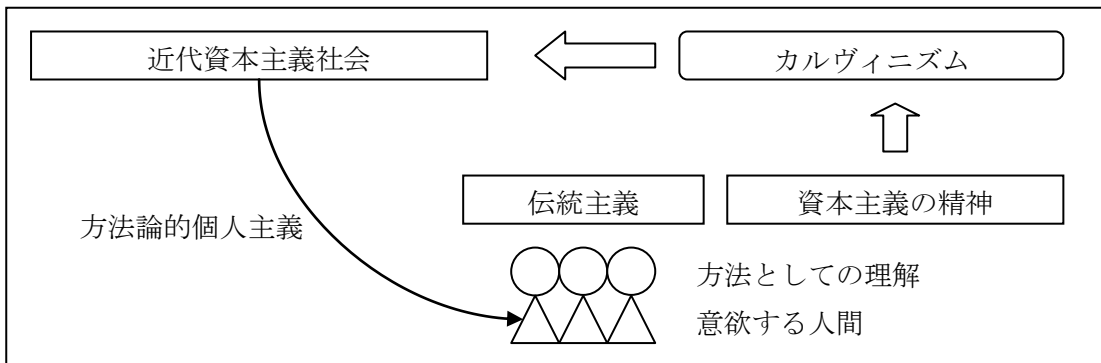 近代資本主義社会
カルヴィニズム
伝統主義
資本主義の精神
方法論的個人主義
方法としての理解
意欲する人間